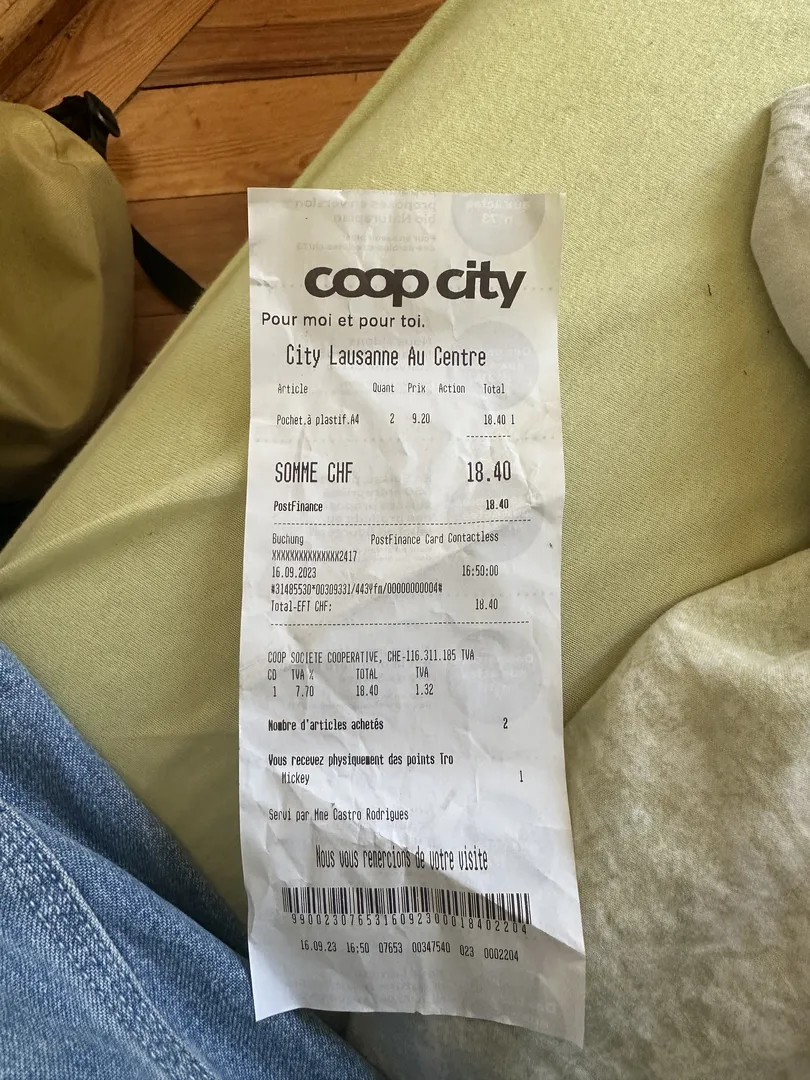 coop city
Pour moi et pour toi.
City Lausanne Au Centre
Article Quant Prix Action Total
Pochet.à plastif.A4 2 9.20 18.40 1
SOMME CHF 18.40
PostFinance 18.40
Buchung PostFinance Card Contactless
XXXXXXXXXXXXXXX2417
16.09.2023 16:50:00
#31485530*00309331/443Yfm/00000000004#
Total-EFT CHF: 18.40
COOP SOCIETE COOPERATIVE, CHE-116.311.185 TVA
CD TVA % TOTAL TVA
1 7.70 18.40 1.32
Nombre d'articles achetés 2
Vous recevez physiquement des points Tro
Mickey 1
Servi par Mme Castro Rodrigues
Nous vous remercions de votre visite
9900230765316092300018402204
16.09.23 16:50 07653 00347540 023 0002204